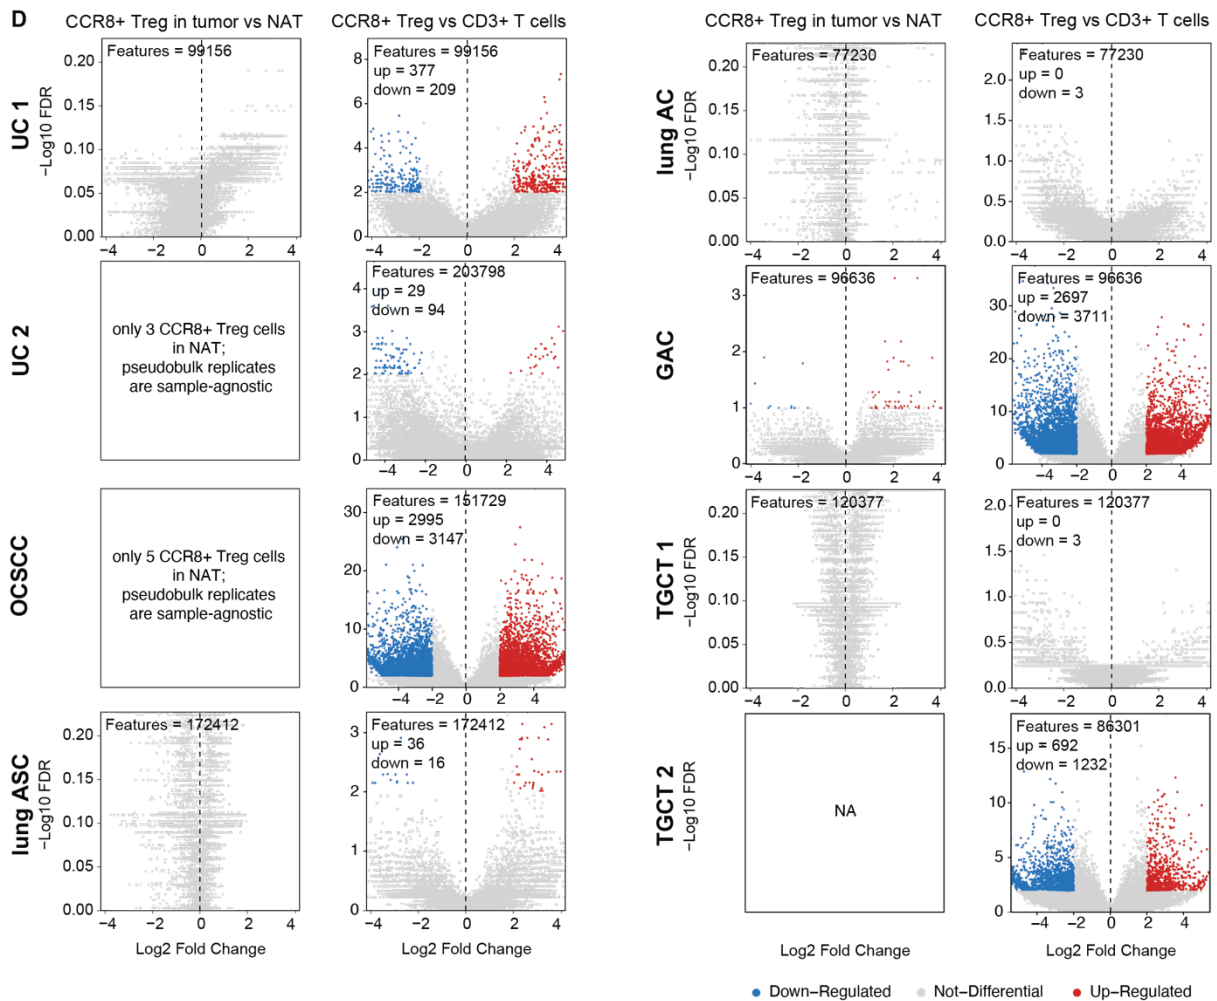 D
CCR8+ Treg in tumor vs NAT
CCR8+ Treg vs CD3+ T cells
CCR8+ Treg in tumor vs NAT
CCR8+ Treg vs CD3+ T cells
UC 1
−Log10 FDR
Features = 99156
0.20
0.15
0.10
0.05
0.00
−4 −2 0 2 4
Features = 99156
up = 377
down = 209
8
6
4
2
0
−4 −2 0 2 4
UC 2
only 3 CCR8+ Treg cells
in NAT;
pseudobulk replicates
are sample-agnostic
Features = 203798
up = 29
down = 94
4
3
2
1
0
−4 −2 0 2 4
OCSCC
only 5 CCR8+ Treg cells
in NAT;
pseudobulk replicates
are sample-agnostic
Features = 151729
up = 2995
down = 3147
30
20
10
5
0
−4 −2 0 2 4
lung ASC
−Log10 FDR
Features = 172412
0.20
0.15
0.10
0.05
0.00
−4 −2 0 2 4
Log2 Fold Change
Features = 172412
up = 36
down = 16
3
2
1
0
−4 −2 0 2 4
Log2 Fold Change
lung AC
−Log10 FDR
Features = 77230
0.20
0.15
0.10
0.05
0.00
−4 −2 0 2 4
Features = 77230
up = 0
down = 3
2.0
1.5
1.0
0.5
0.0
−4 −2 0 2 4
GAC
Features = 96636
3
2
1
0
−4 −2 0 2 4
Features = 96636
up = 2697
down = 3711
30
20
10
5
0
−4 −2 0 2 4
TGCT 1
−Log10 FDR
Features = 120377
0.20
0.15
0.10
0.05
0.00
−4 −2 0 2 4
Features = 120377
up = 0
down = 3
2.0
1.5
1.0
0.5
0.0
−4 −2 0 2 4
TGCT 2
−Log10 FDR
NA
Log2 Fold Change
Features = 86301
up = 692
down = 1232
15
10
5
0
−4 −2 0 2 4
Log2 Fold Change
Down−Regulated
Not−Differential
Up−Regulated